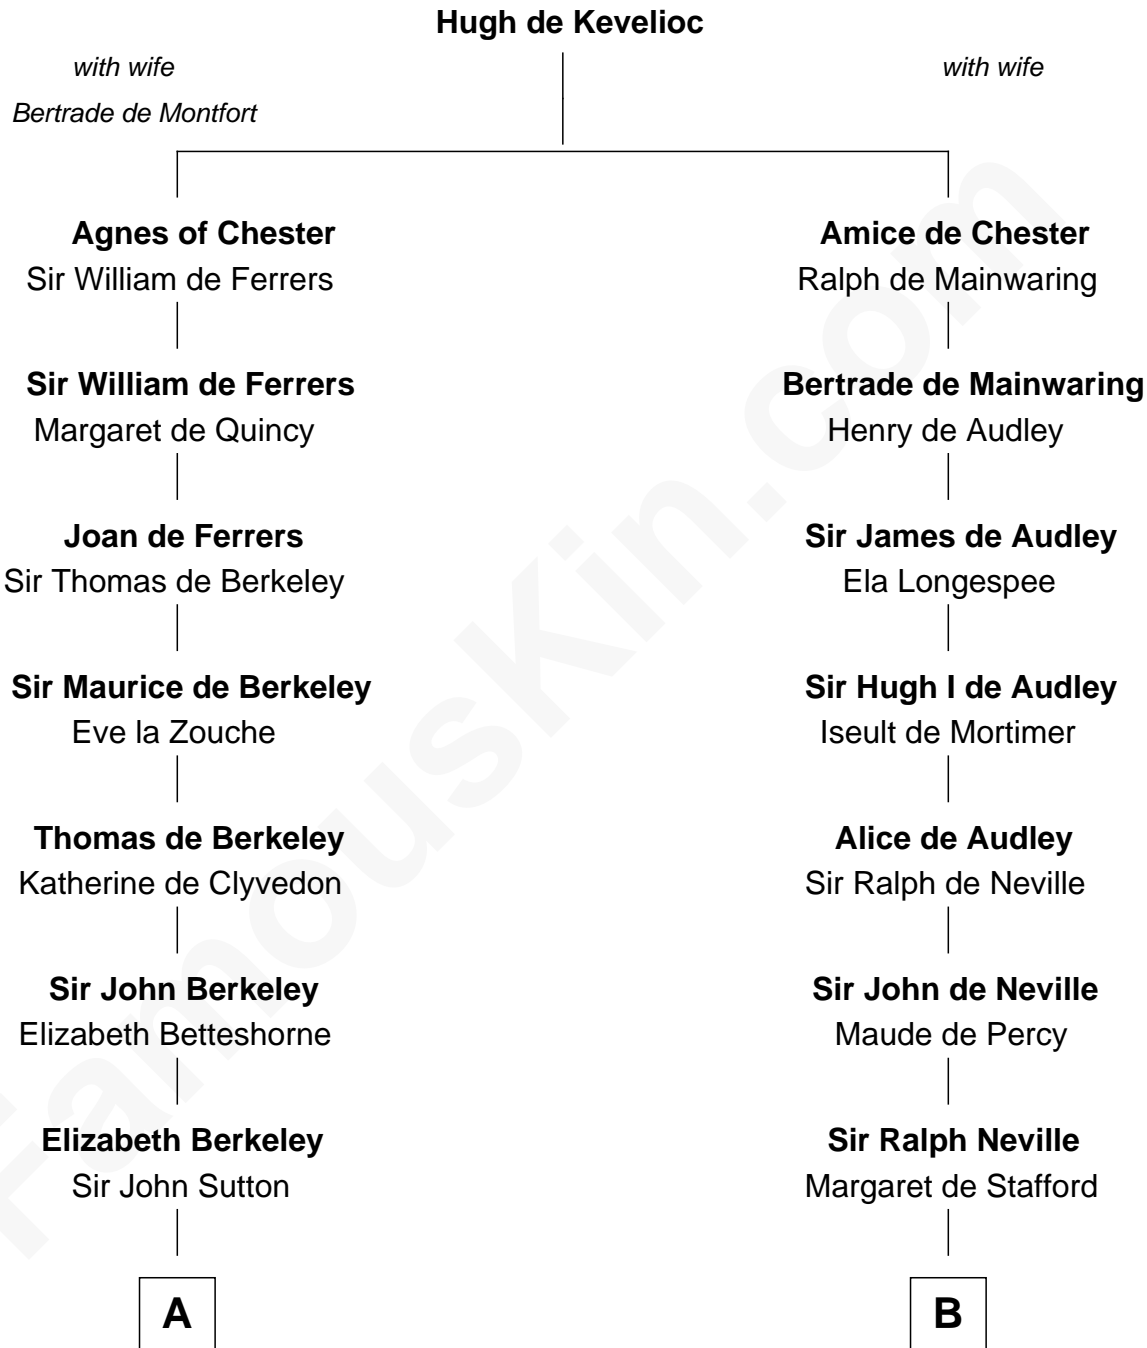 Hugh de Kevelioc
with wife
Bertrade de Montfort
with wife
Agnes of Chester
Sir William de Ferrers
Amice de Chester
Ralph de Mainwaring
Sir William de Ferrers
Margaret de Quincy
Bertrade de Mainwaring
Henry de Audley
Joan de Ferrers
Sir Thomas de Berkeley
Sir James de Audley
Ela Longespee
Sir Maurice de Berkeley
Eve la Zouche
Sir Hugh I de Audley
Iseult de Mortimer
Thomas de Berkeley
Katherine de Clyvedon
Alice de Audley
Sir Ralph de Neville
Sir John Berkeley
Elizabeth Betteshorne
Sir John de Neville
Maude de Percy
Elizabeth Berkeley
Sir John Sutton
Sir Ralph Neville
Margaret de Stafford
A
B
FamousKin.com